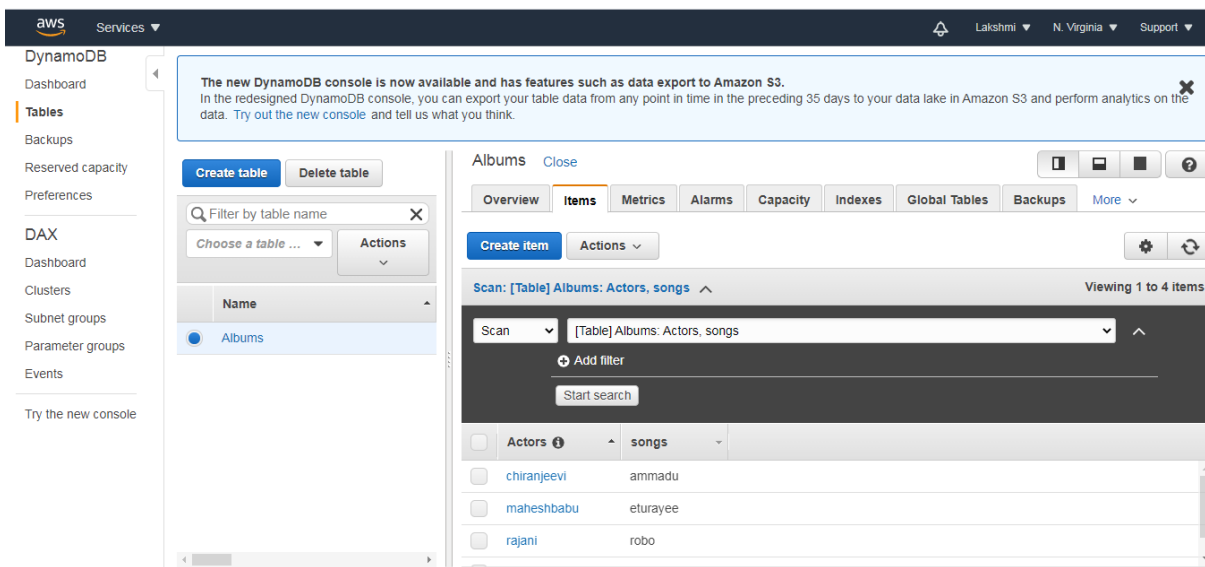 aws Services Lakshmi N. Virginia Support
DynamoDB
Dashboard
Tables
Backups
Reserved capacity
Preferences
DAX
Dashboard
Clusters
Subnet groups
Parameter groups
Events
Try the new console
The new DynamoDB console is now available and has features such as data export to Amazon S3.
In the redesigned DynamoDB console, you can export your table data from any point in time in the preceding 35 days to your data lake in Amazon S3 and perform analytics on the
data. Try out the new console and tell us what you think.
Create table Delete table
Filter by table name
Choose a table ... Actions
Name
Albums
Albums Close
Overview Items Metrics Alarms Capacity Indexes Global Tables Backups More
Create item Actions
Scan: [Table] Albums: Actors, songs Viewing 1 to 4 items
Scan [Table] Albums: Actors, songs
Add filter
Start search
Actors songs
chiranjeevi ammadu
maheshbabu eturayee
rajani robo